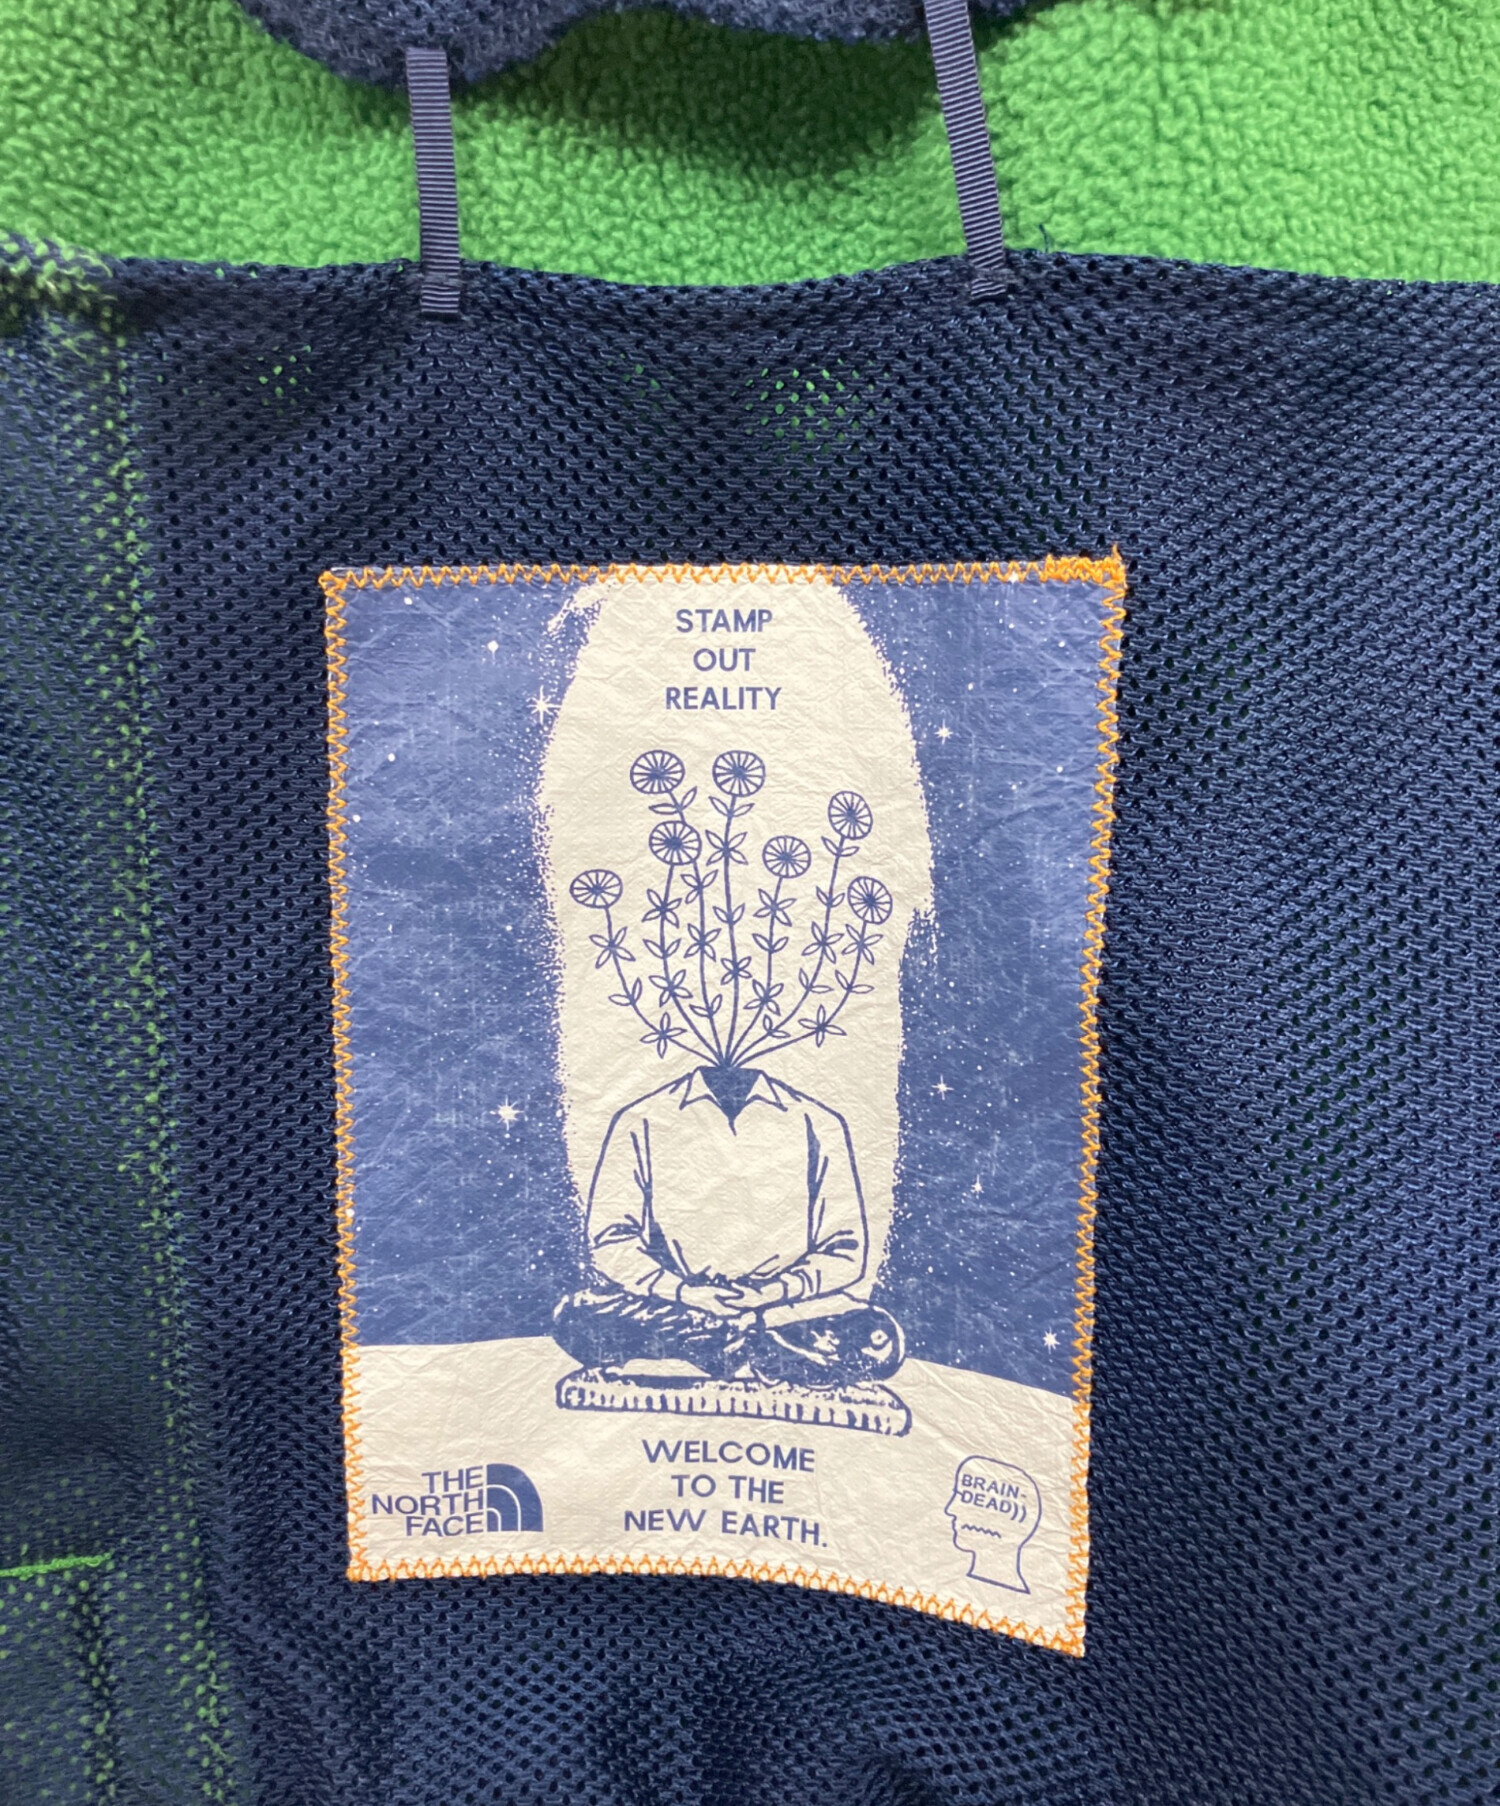 STAMP
OUT
REALITY
WELCOME
TO THE
NEW EARTH.
THE
NORTH
FACE
BRAIN-
DEAD))